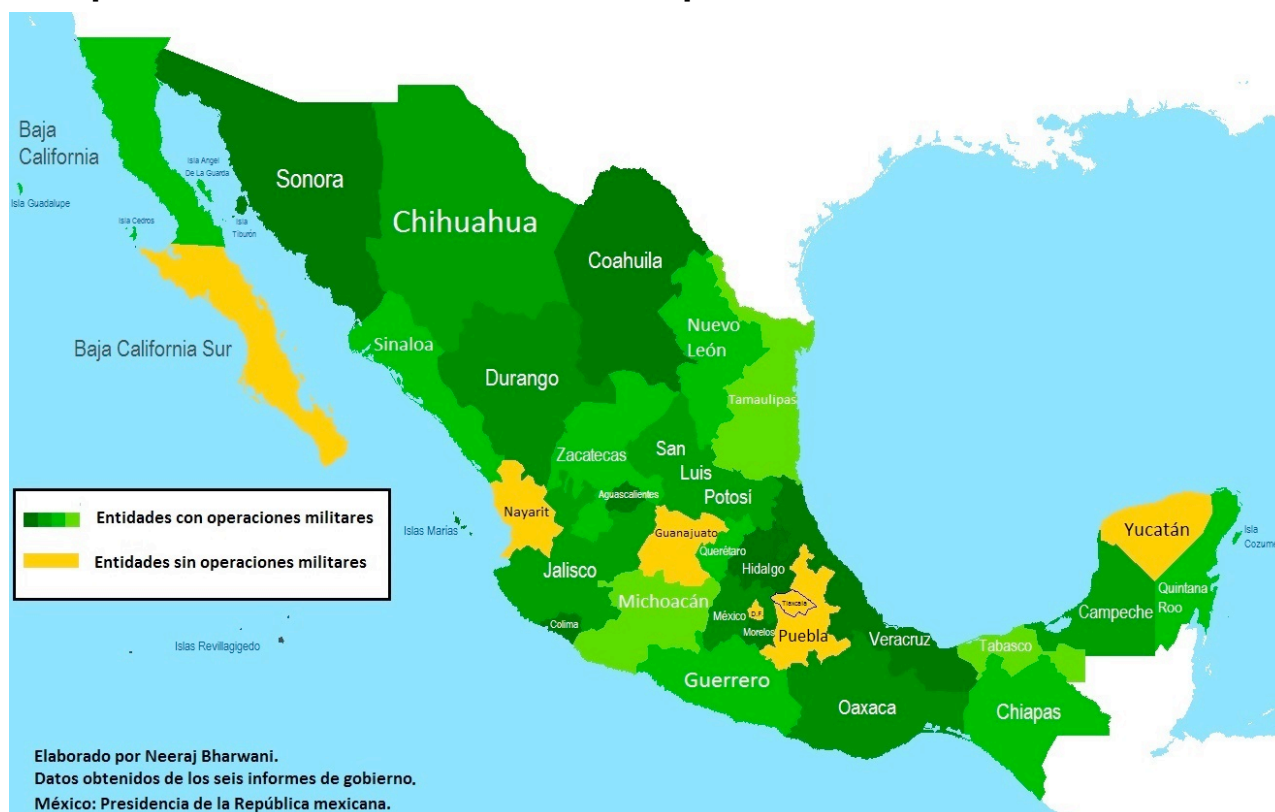 Baja
California
Isla Angel
De La Guarda
Isla Guadalupe
Isla Cedros
Isla
Tiburón
Sonora
Chihuahua
Coahuila
Baja California Sur
Sinaloa
Durango
Nuevo
León
Tamaulipas
Zacatecas
San
Luis
Potosí
Aguascalientes
Nayarit
Islas Marías
Guanajuato
Querétaro
Hidalgo
Jalisco
Michoacán
Colima
México
D.F.
Morelos
Tlaxcala
Puebla
Veracruz
Guerrero
Oaxaca
Tabasco
Chiapas
Campeche
Yucatán
Quintana
Roo
Isla
Cozume
Entidades con operaciones militares
Entidades sin operaciones militares
Islas Revillagigedo
Elaborado por Neeraj Bharwani.
Datos obtenidos de los seis informes de gobierno.
México: Presidencia de la República mexicana.